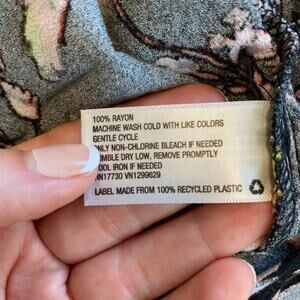 100% RAYON
MACHINE WASH COLD WITH LIKE COLORS
GENTLE CYCLE
ONLY NON-CHLORINE BLEACH IF NEEDED
TUMBLE DRY LOW, REMOVE PROMPTLY
COOL IRON IF NEEDED
VN17730 VN1299629
LABEL MADE FROM 100% RECYCLED PLASTIC